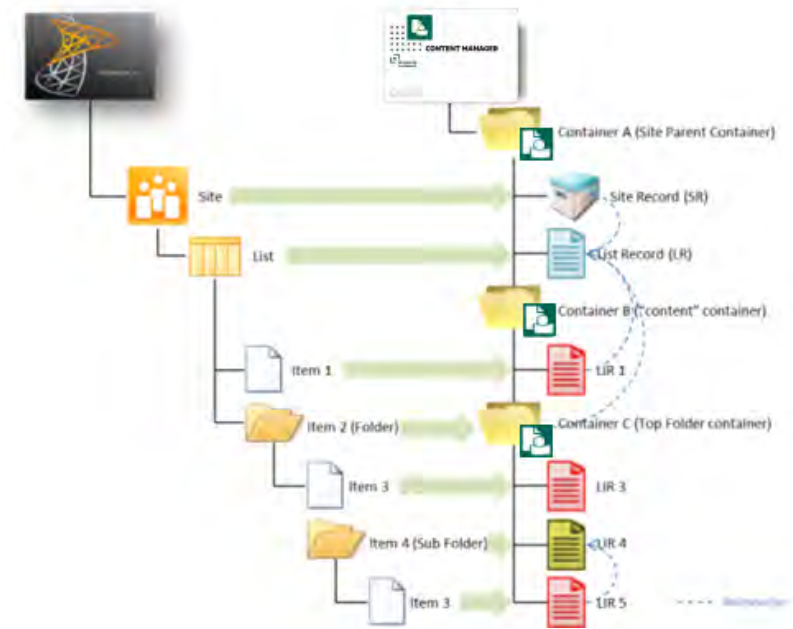 CONTENT MANAGER
Container A (Site Parent Container)
Site
Site Record (SR)
List
List Record (LR)
Container B ("content" container)
Item 1
LIR 1
Item 2 (Folder)
Container C (Top Folder container)
Item 3
LIR 3
Item 4 (Sub Folder)
LIR 4
Item 3
LIR 5